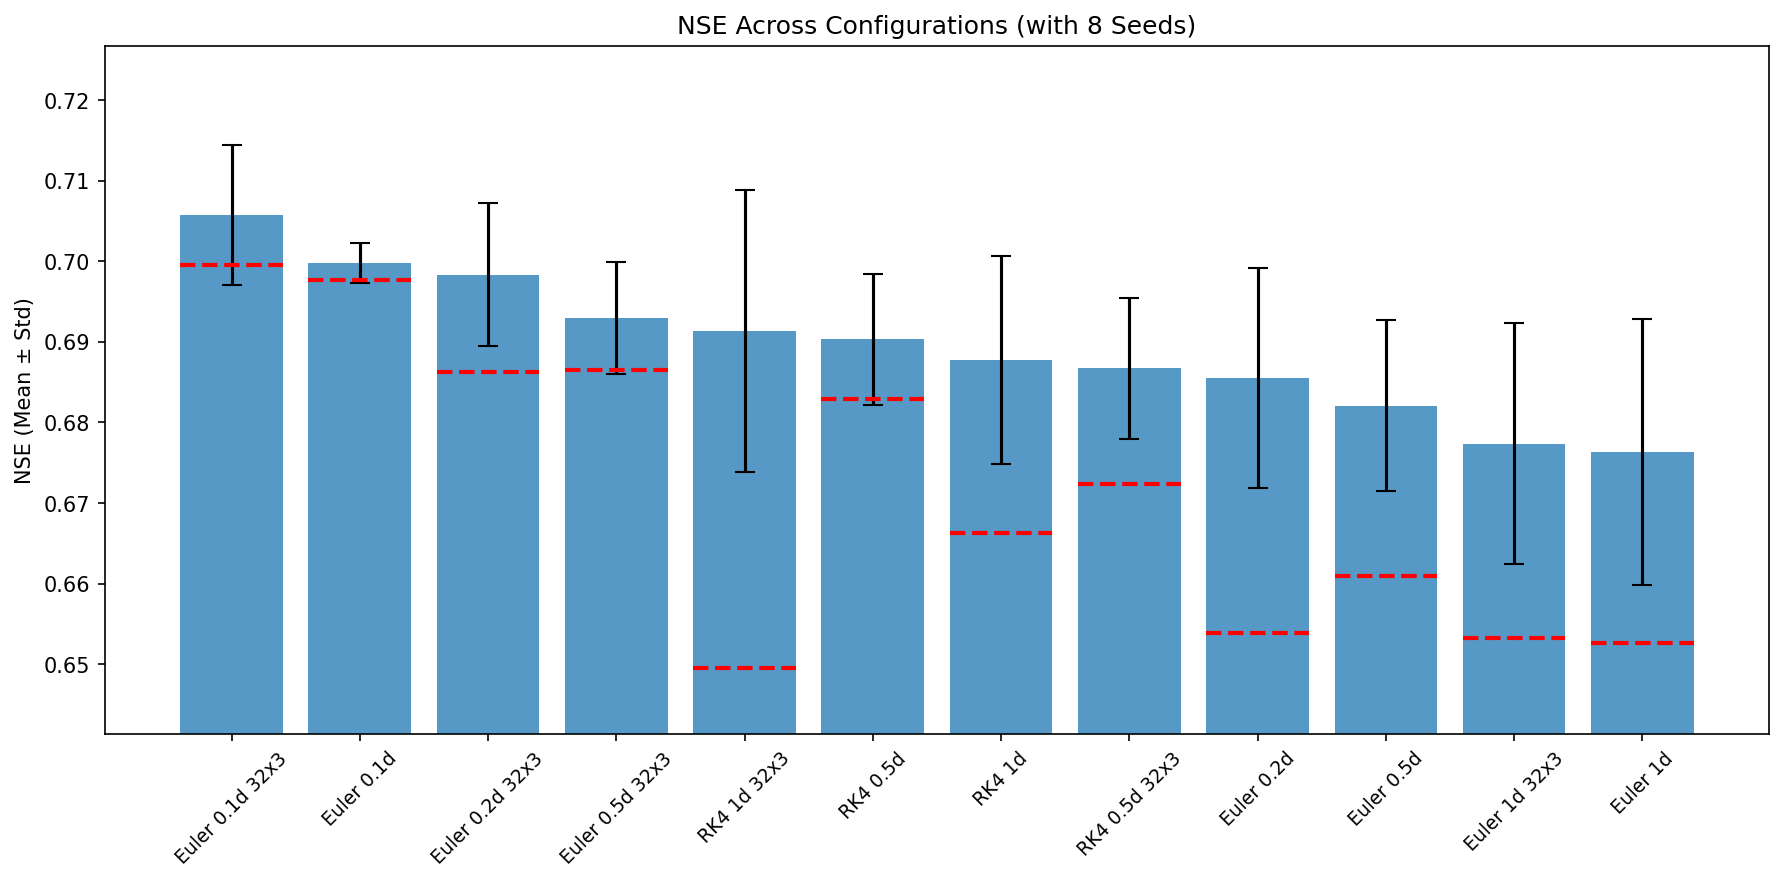 NSE Across Configurations (with 8 Seeds)
NSE (Mean ± Std)
0.72
0.71
0.70
0.69
0.68
0.67
0.66
0.65
Euler 0.1d 32x3
Euler 0.1d
Euler 0.2d 32x3
Euler 0.5d 32x3
RK4 1d 32x3
RK4 0.5d
RK4 1d
RK4 0.5d 32x3
Euler 0.2d
Euler 0.5d
Euler 1d 32x3
Euler 1d